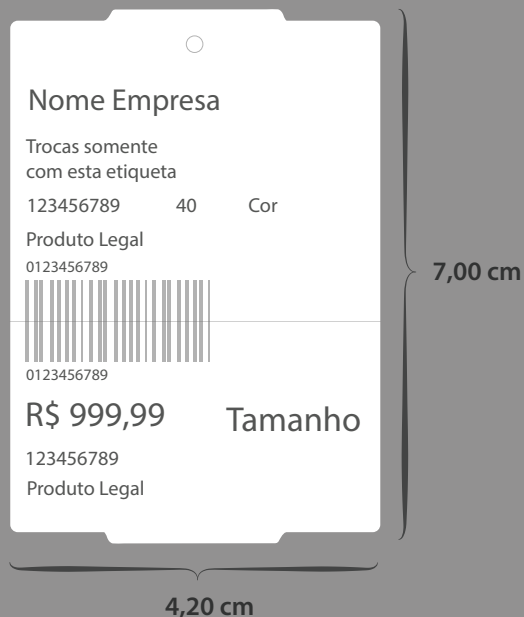 Nome Empresa
Trocas somente
com esta etiqueta
123456789 40 Cor
Produto Legal
0123456789
7,00 cm
0123456789
R$ 999,99 Tamanho
123456789
Produto Legal
4,20 cm